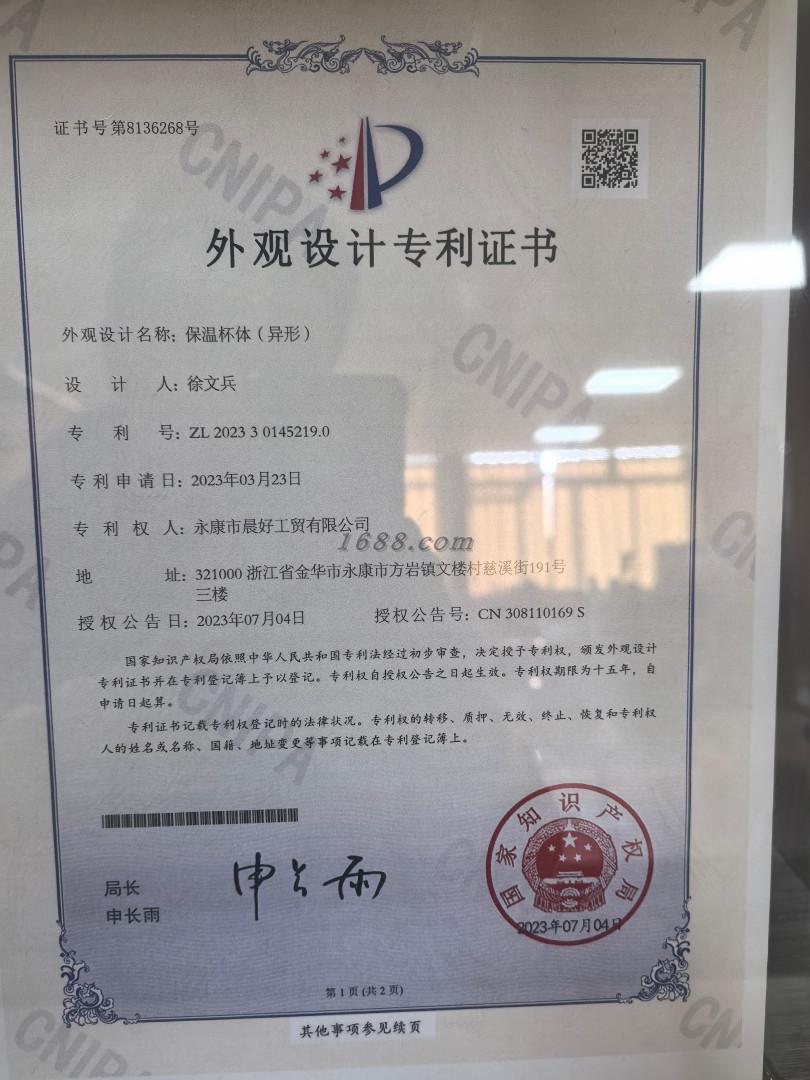 证书号第8136268号
外观设计专利证书
外观设计名称：保温杯体（异形）
设计人：徐文兵
专利号：ZL 2023 3 0145219.0
专利申请日：2023年03月23日
专利权人：永康市晨好工贸有限公司
1688.com
地址：321000 浙江省金华市永康市方岩镇文楼村慈溪街191号
三楼
授权公告日：2023年07月04日 授权公告号：CN 308110169 S
国家知识产权局依照中华人民共和国专利法经过初步审查，决定授予专利权，颁发外观设计
专利证书并在专利登记簿上予以登记。专利权自授权公告之日起生效。专利权期限为十五年，自
申请日起算。
专利证书记载专利权登记时的法律状况。专利权的转移、质押、无效、终止、恢复和专利权
人的姓名或名称、国籍、地址变更等事项记载在专利登记簿上。
局长
申长雨
申长雨
国家知识产权局
2023年07月04日
第1页(共2页)
其他事项参见续页
CNIPA
CNIPA
CNIPA
CNIPA